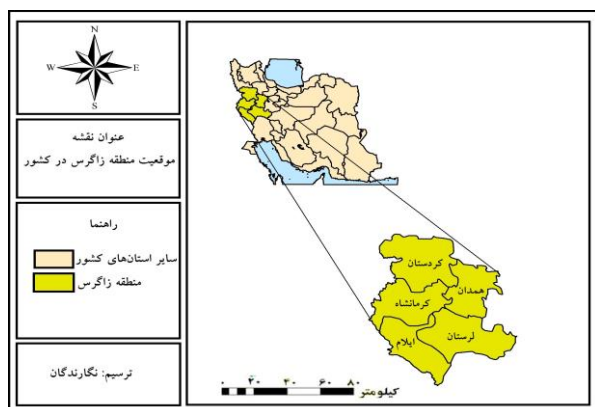 N
W E
S
عنوان نقشه
موقعیت منطقه زاگرس در کشور
راهنما
سایر استان‌های کشور
منطقه زاگرس
ترسیم: نگارندگان
کردستان
همدان
کرمانشاه
لرستان
ایلام
۰ ۲۰ ۴۰ ۶۰ ۸۰
کیلومتر